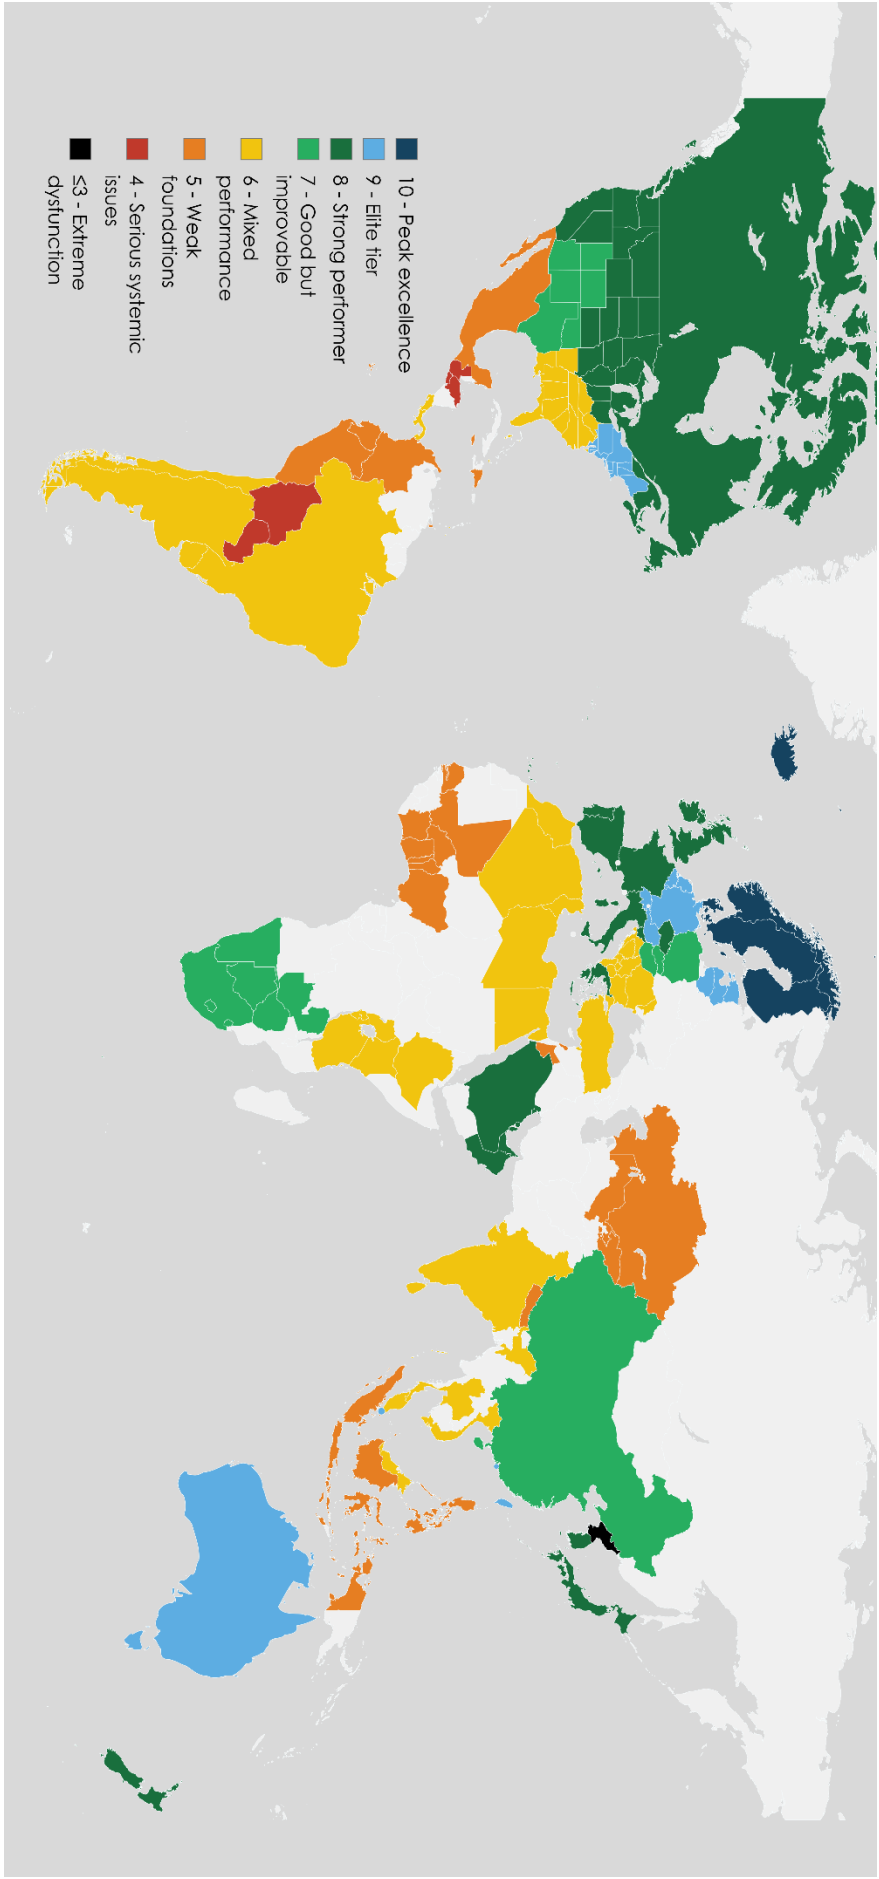 10 - Peak excellence
9 - Elite tier
8 - Strong performer
7 - Good but
improvable
6 - Mixed
performance
5 - Weak
foundations
4 - Serious systemic
issues
≤3 - Extreme
dysfunction